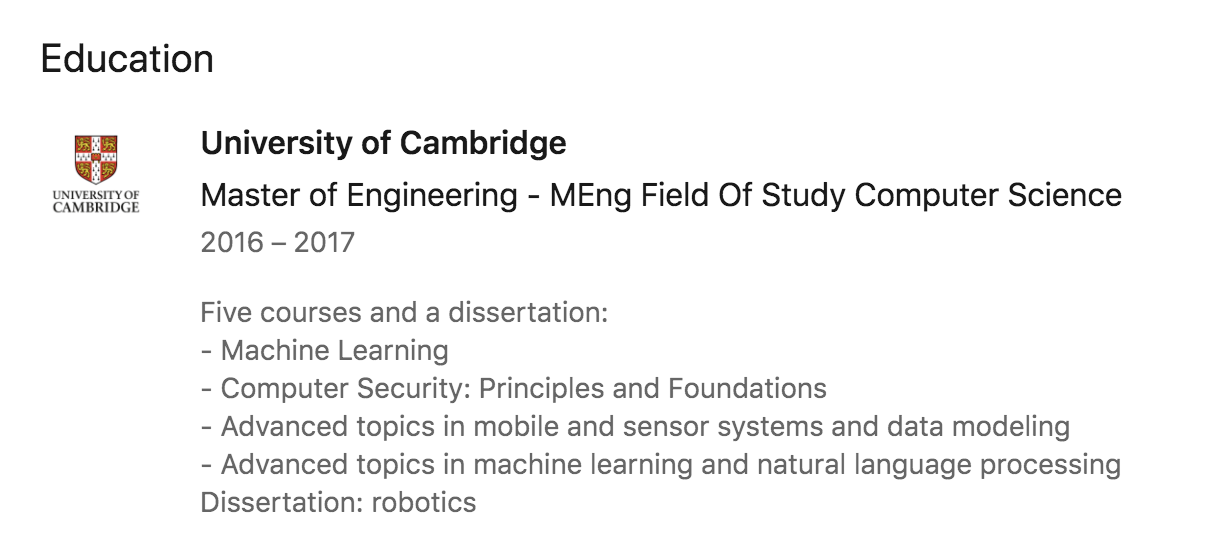 Education
UNIVERSITY OF
CAMBRIDGE
University of Cambridge
Master of Engineering - MEng Field Of Study Computer Science
2016 – 2017
Five courses and a dissertation:
- Machine Learning
- Computer Security: Principles and Foundations
- Advanced topics in mobile and sensor systems and data modeling
- Advanced topics in machine learning and natural language processing
Dissertation: robotics